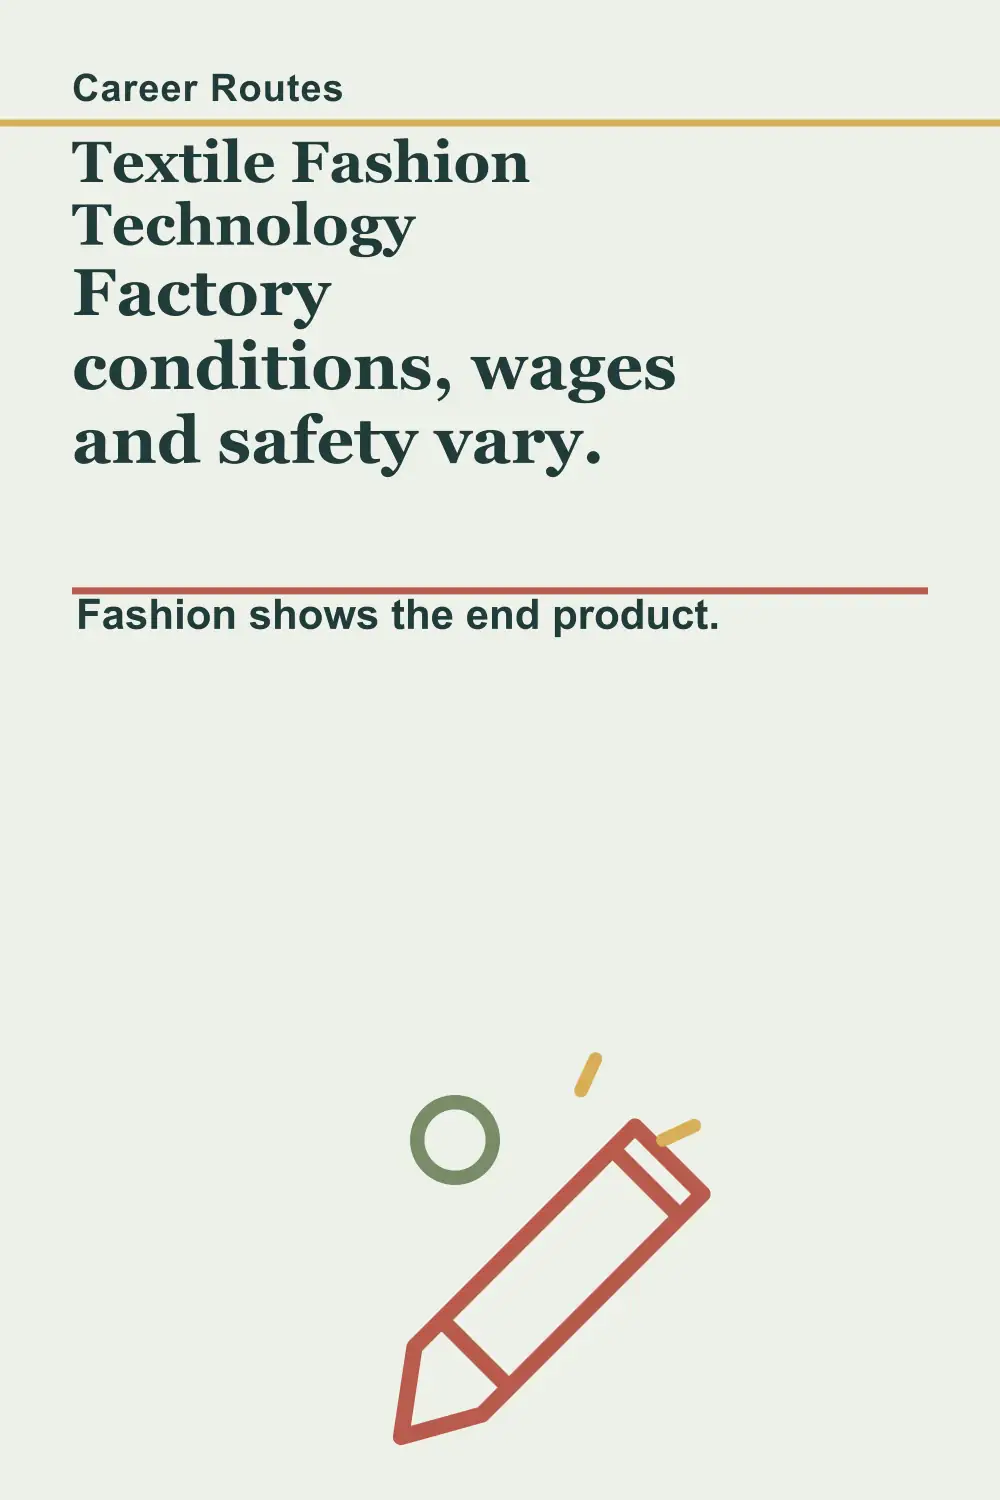 Career Routes
Textile Fashion
Technology
Factory
conditions, wages
and safety vary.
Fashion shows the end product.